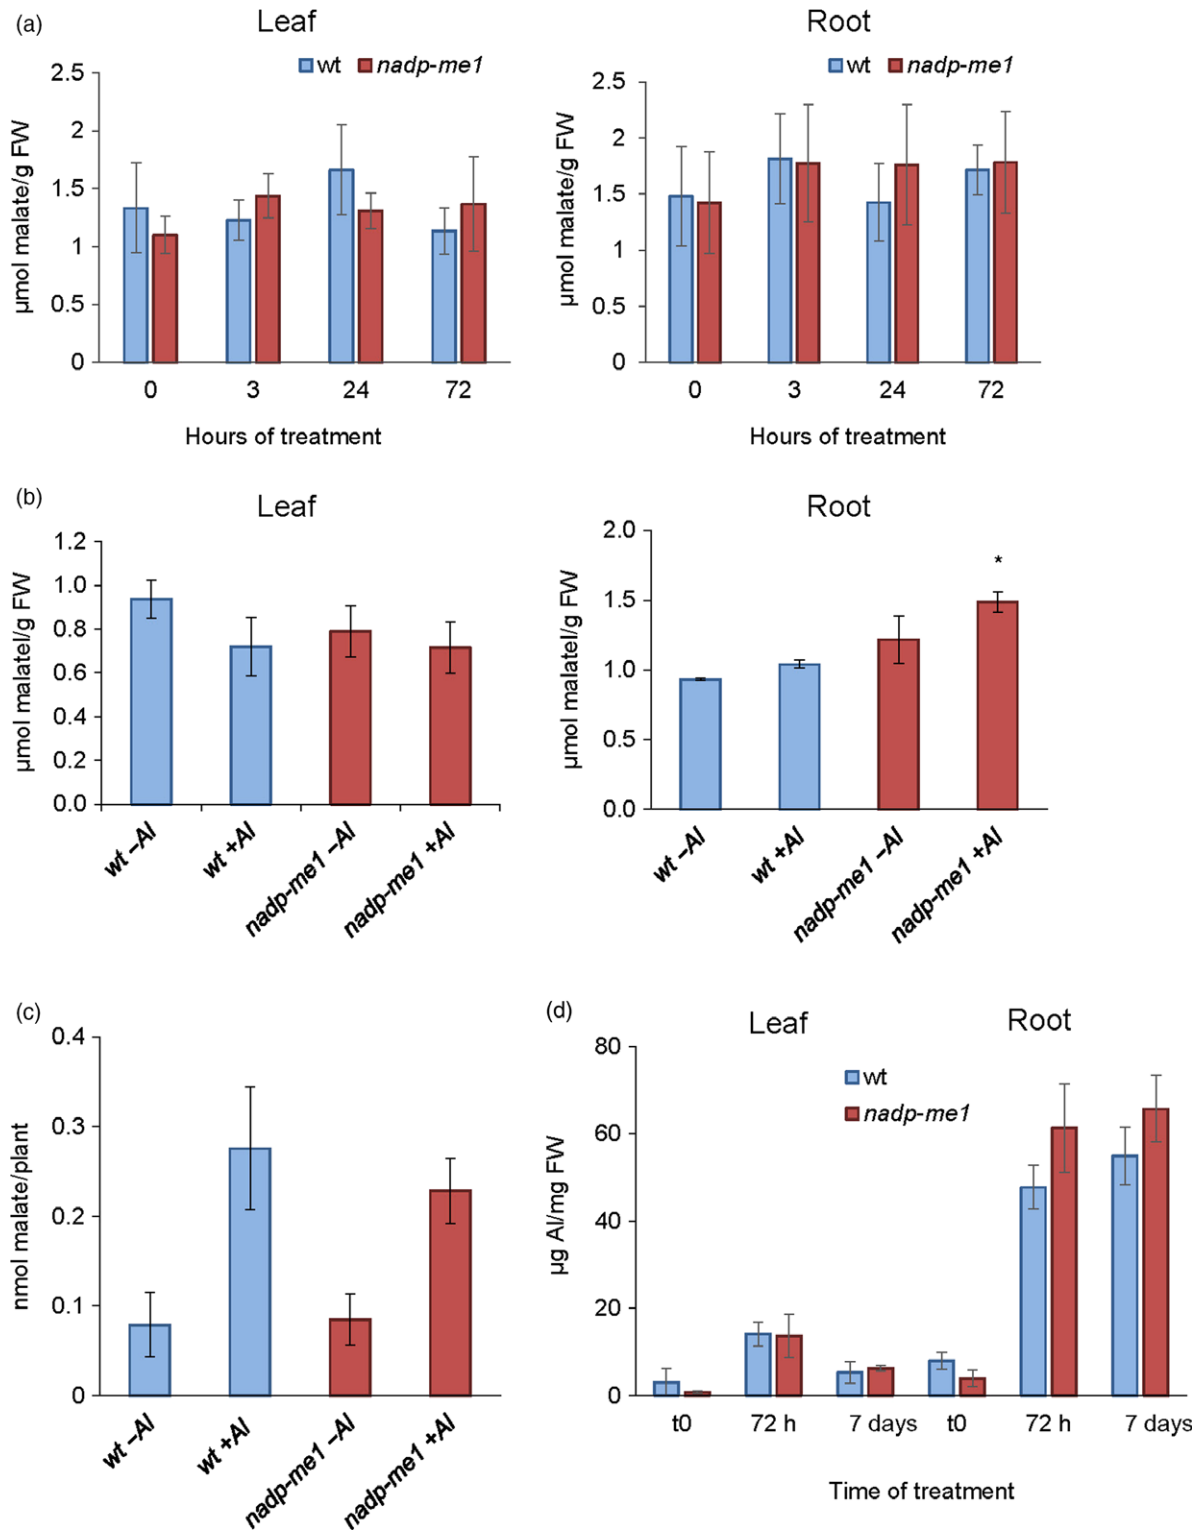 (a)
Leaf
Root
wt nadp-me1
wt nadp-me1
µmol malate/g FW
2.5
2
1.5
1
0.5
0
0 3 24 72
Hours of treatment
µmol malate/g FW
2.5
2
1.5
1
0.5
0
0 3 24 72
Hours of treatment
(b)
Leaf
Root
µmol malatel/g FW
1.2
1.0
0.8
0.6
0.4
0.2
0.0
wt –Al
wt +Al
nadp-me1 –Al
nadp-me1 +Al
µmol malatel/g FW
2.0
1.5
1.0
0.5
0.0
*
wt –Al
wt +Al
nadp-me1 –Al
nadp-me1 +Al
(c)
nmol malate/plant
0.4
0.3
0.2
0.1
0
wt –Al
wt +Al
nadp-me1 –Al
nadp-me1 +Al
(d)
Leaf
Root
wt
nadp-me1
µg Al/mg FW
80
60
40
20
0
t0 72 h 7 days t0 72 h 7 days
Time of treatment